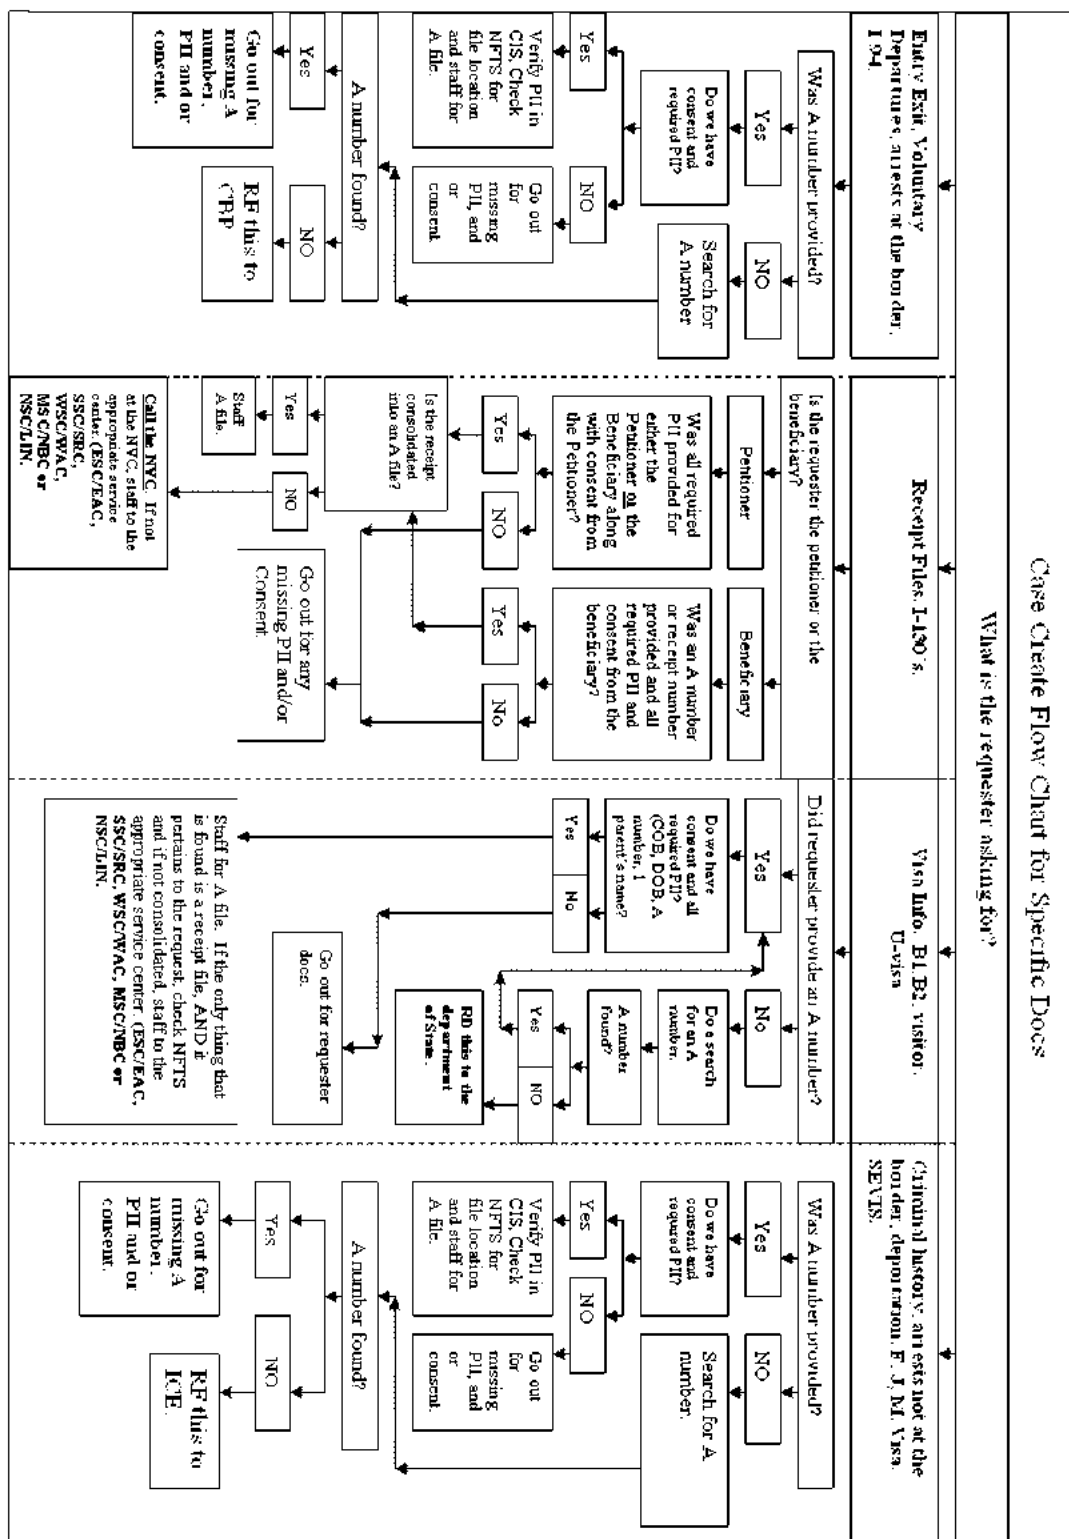 Case Create Flow Chart for Specific Docs
What is the requester asking for?
Entry Exit, Voluntary
Departures, arrests at the border,
I-94.
Was A number provided?
Yes
NO
Do we have
consent and
required PII?
Search for
A number
Yes
NO
Verify PII in
CIS, Check
NFTS for
file location
and staff for
A file.
Go out
for
missing
PII, and
or
consent
A number found?
Yes
NO
Go out for
missing A
number,
PII and or
consent.
RF this to
CBP
Receipt Files, I-130's.
Is the requester the petitioner or the
beneficiary?
Petitioner
Beneficiary
Was all required
PII provided for
either the
Petitioner or the
Beneficiary along
with consent from
the Petitioner?
Was an A number
or receipt number
provided and all
required PII and
consent from the
beneficiary?
Yes
NO
Yes
No
Is the receipt
consolidated
into an A file?
Go out for any
missing PII and/or
Consent.
Yes
NO
Staff
A file.
Call the NVC. If not
at the NVC, staff to the
appropriate service
center. (ESC/EAC,
SSC/SRC,
WSC/WAC,
MSC/NBC or
NSC/LIN.
Visa Info, B1,B2, visitor,
U-visa
Did requester provide an A number?
Yes
No
Do we have
consent and all
required PII?
(COB, DOB, A
number, 1
parent's name?
Do a search
for an A
number.
A number
found?
Yes
No
Yes
NO
RD this to the
department
of State.
Go out for requester
docs.
Staff for A file. If the only thing that
is found is a receipt file, AND it
pertains to the request, check NFTS
and if not consolidated, staff to the
appropriate service center. (ESC/EAC,
SSC/SRC, WSC/WAC, MSC/NBC or
NSC/LIN.
Criminal history, arrests not at the
border, deportation, F, J, M, Visa,
SEVIS.
Was A number provided?
Yes
NO
Do we have
consent and
required PII?
Search for A
number.
Yes
NO
Verify PII in
CIS, Check
NFTS for
file location
and staff for
A file.
Go out
for
missing
PII, and
or
consent.
A number found?
Yes
NO
Go out for
missing A
number,
PII and or
consent.
RF this to
ICE.